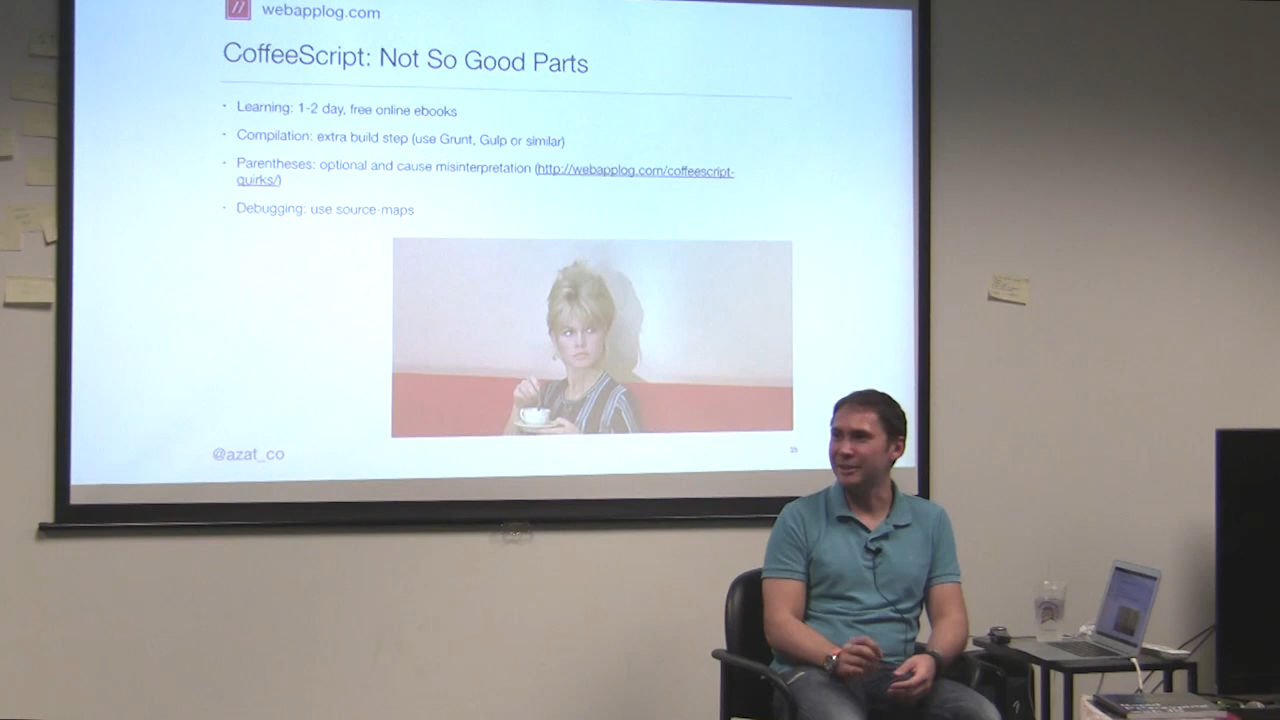 // webapplog.com
CoffeeScript: Not So Good Parts
· Learning: 1-2 day, free online ebooks
· Compilation: extra build step (use Grunt, Gulp or similar)
· Parentheses: optional and cause misinterpretation (http://webapplog.com/coffeescript-
quirks/)
· Debugging: use source-maps
@azat_co